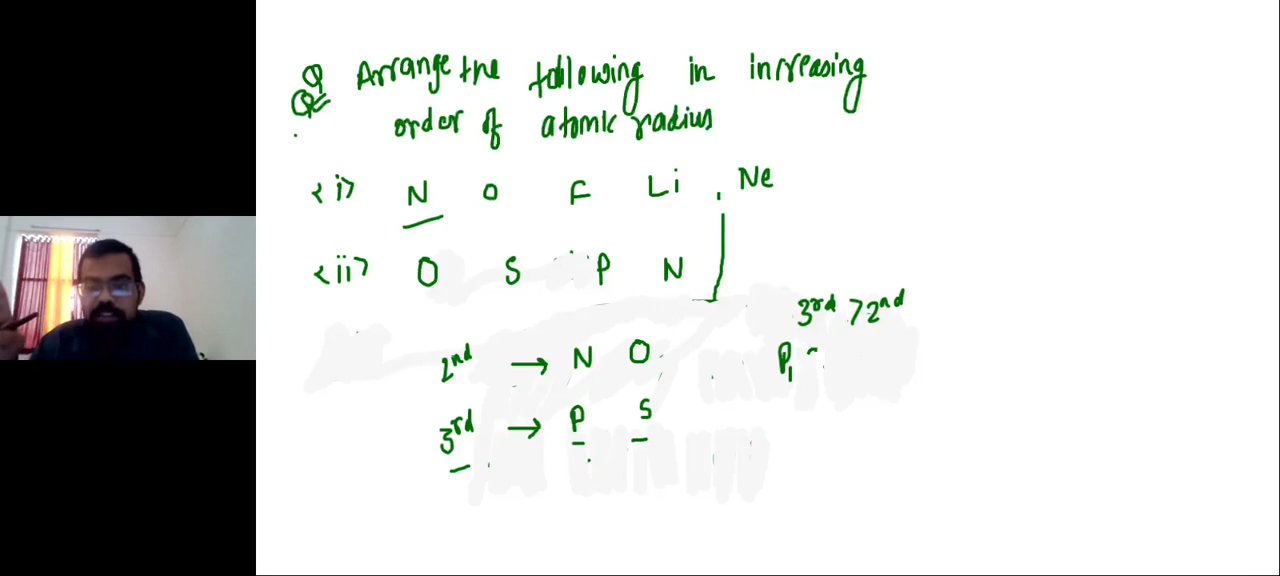 Q Arrange the following in increasing
order of atomic radius
<i> N O F Li , Ne
<ii> O S P N
3rd > 2nd
2nd → N O
P,
3rd → P S